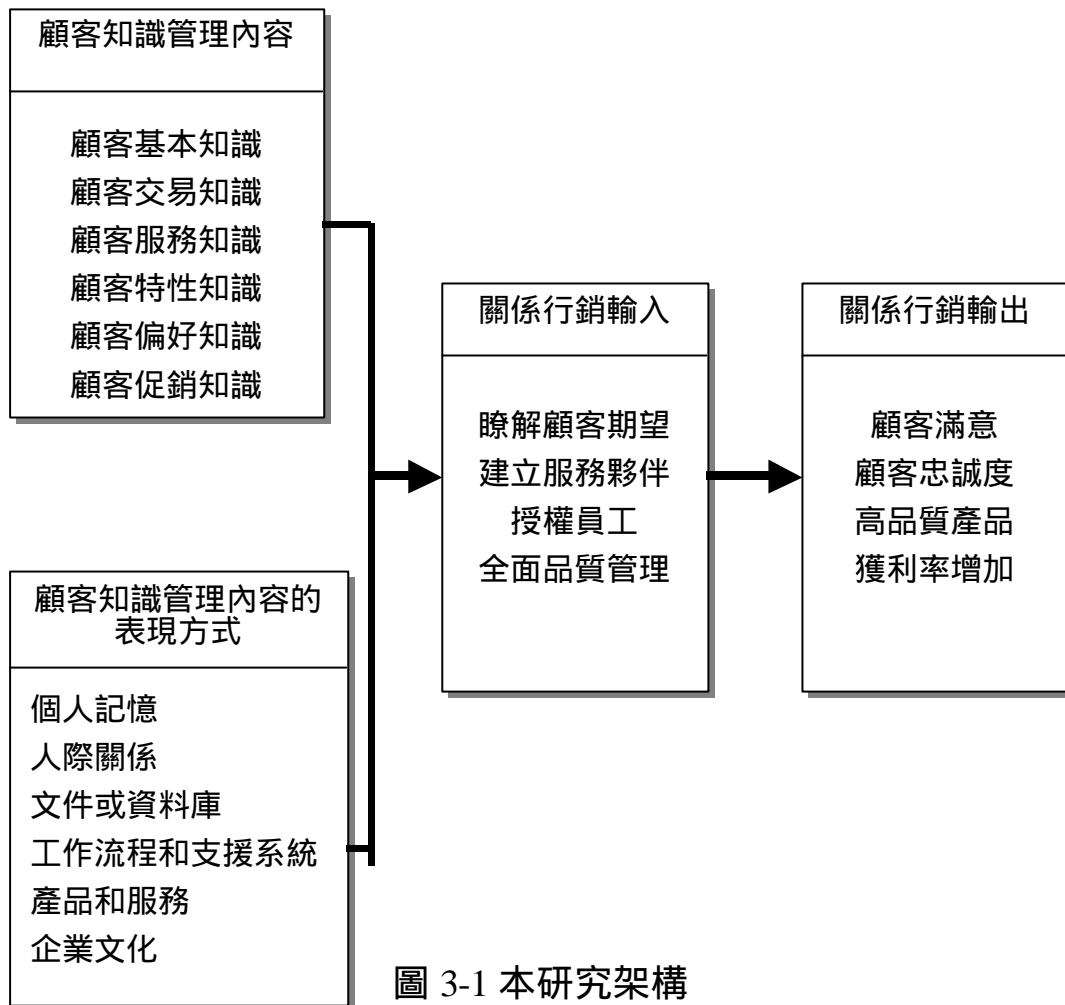 顧客知識管理內容
顧客基本知識
顧客交易知識
顧客服務知識
顧客特性知識
顧客偏好知識
顧客促銷知識
顧客知識管理內容的
表現方式
個人記憶
人際關係
文件或資料庫
工作流程和支援系統
產品和服務
企業文化
關係行銷輸入
瞭解顧客期望
建立服務夥伴
授權員工
全面品質管理
關係行銷輸出
顧客滿意
顧客忠誠度
高品質產品
獲利率增加
圖 3-1 本研究架構